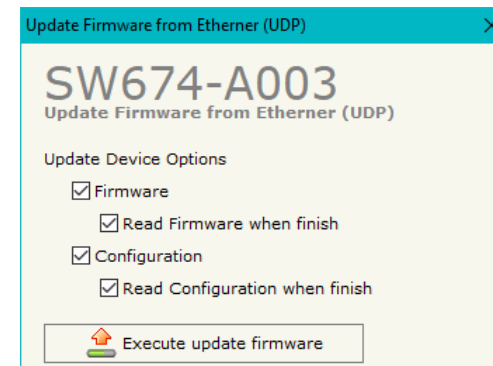 Update Firmware from Etherner (UDP)
SW674-A003
Update Firmware from Etherner (UDP)
Update Device Options
Firmware
Read Firmware when finish
Configuration
Read Configuration when finish
Execute update firmware